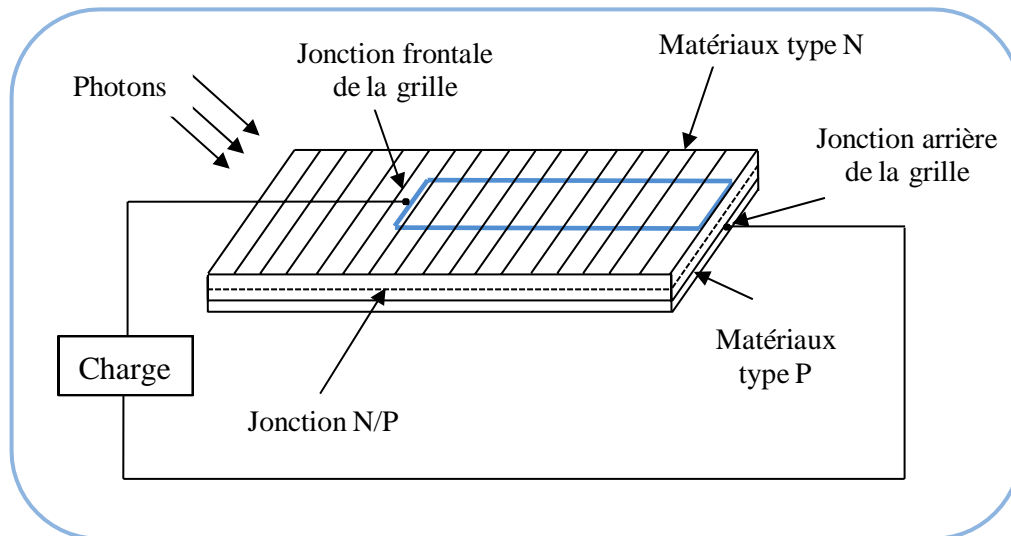 Photons
Jonction frontale
de la grille
Matériaux type N
Jonction arrière
de la grille
Charge
Jonction N/P
Matériaux
type P